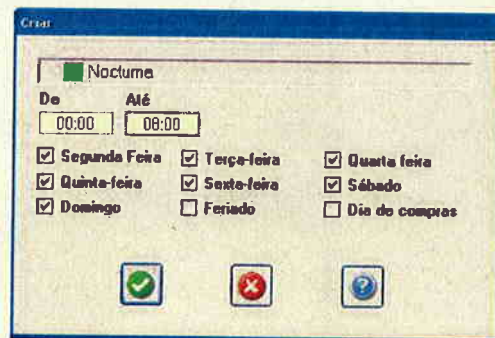 Criar
Nocturna
De Até
00:00 08:00
Segunda Feira Terça-feira Quarta feira
Quinta-feira Sexta-feira Sábado
Domingo Feriado Dia de compras